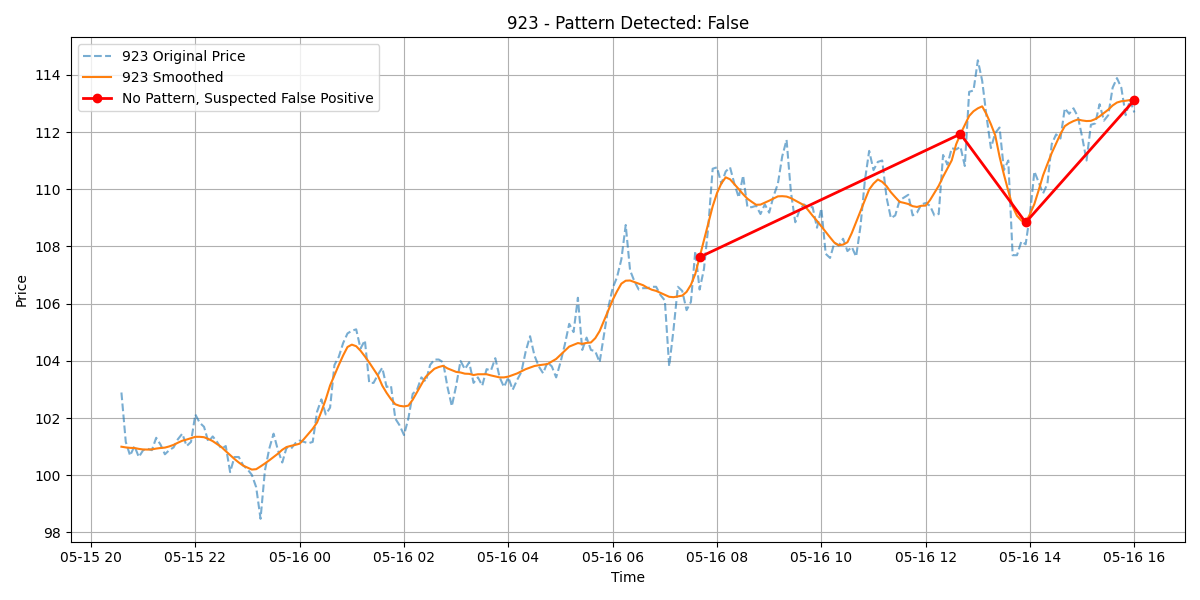 923 - Pattern Detected: False
923 Original Price
923 Smoothed
No Pattern, Suspected False Positive
Price
114
112
110
108
106
104
102
100
98
05-15 20 05-15 22 05-16 00 05-16 02 05-16 04 05-16 06 05-16 08 05-16 10 05-16 12 05-16 14 05-16 16
Time